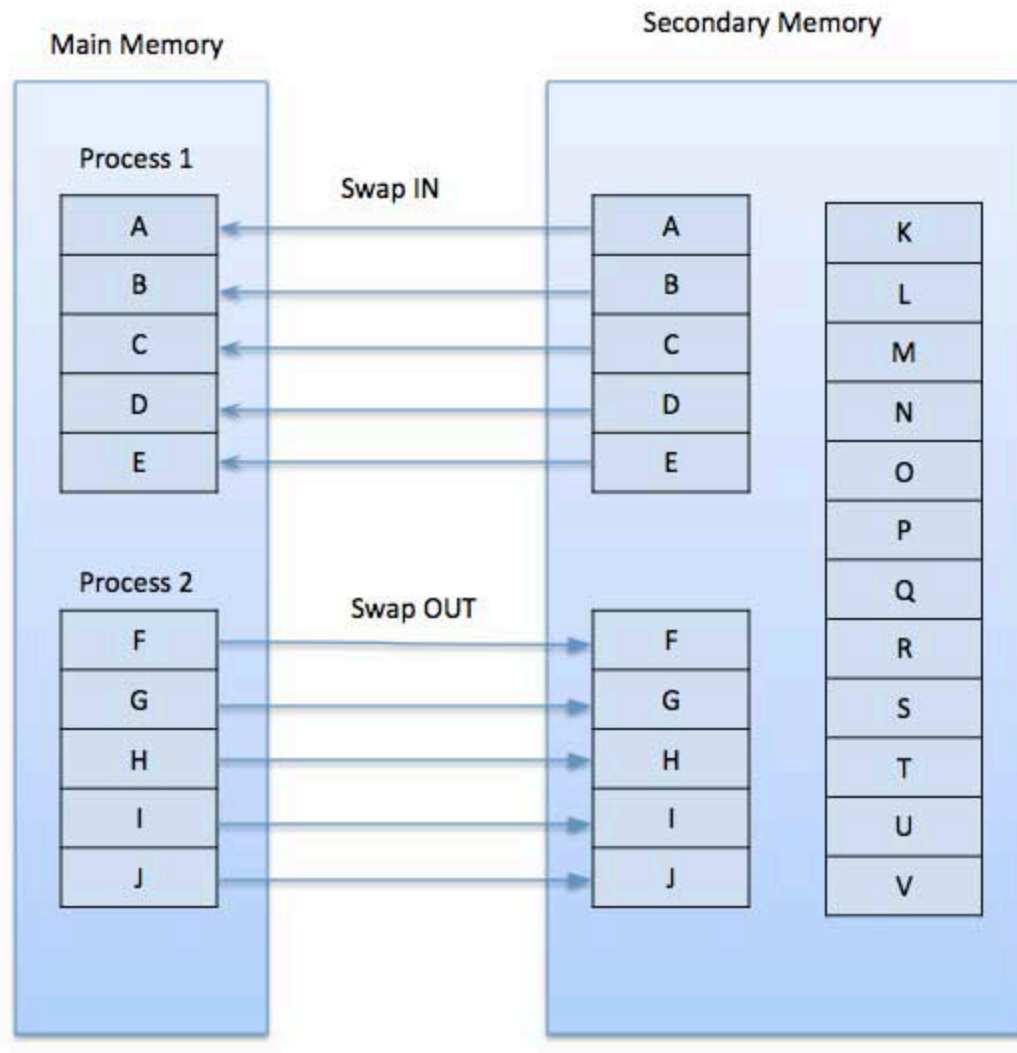 Main Memory
Secondary Memory
Process 1
Swap IN
A
B
C
D
E
Process 2
Swap OUT
F
G
H
I
J
A
B
C
D
E
F
G
H
I
J
K
L
M
N
O
P
Q
R
S
T
U
V